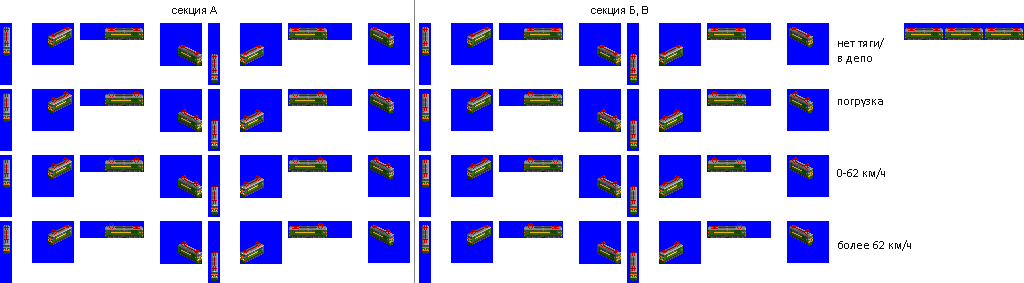 секция А
секция Б, В
нет тяги/
в депо
погрузка
0-62 км/ч
более 62 км/ч